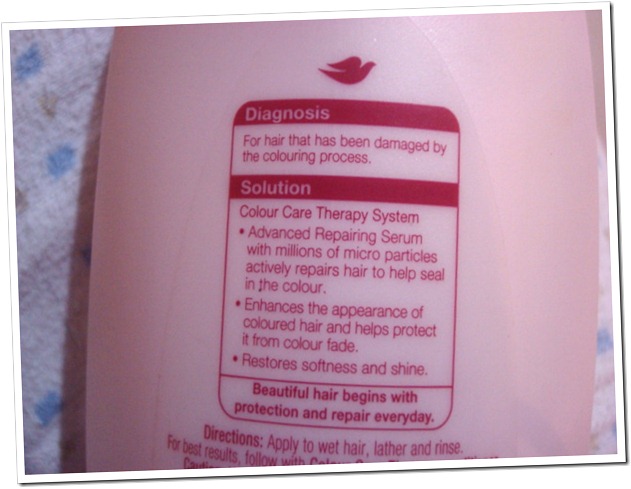 Diagnosis
For hair that has been damaged by
the colouring process.
Solution
Colour Care Therapy System
• Advanced Repairing Serum
with millions of micro particles
actively repairs hair to help seal
in the colour.
• Enhances the appearance of
coloured hair and helps protect
it from colour fade.
• Restores softness and shine.
Beautiful hair begins with
protection and repair everyday.
Directions: Apply to wet hair, lather and rinse.
For best results, follow with